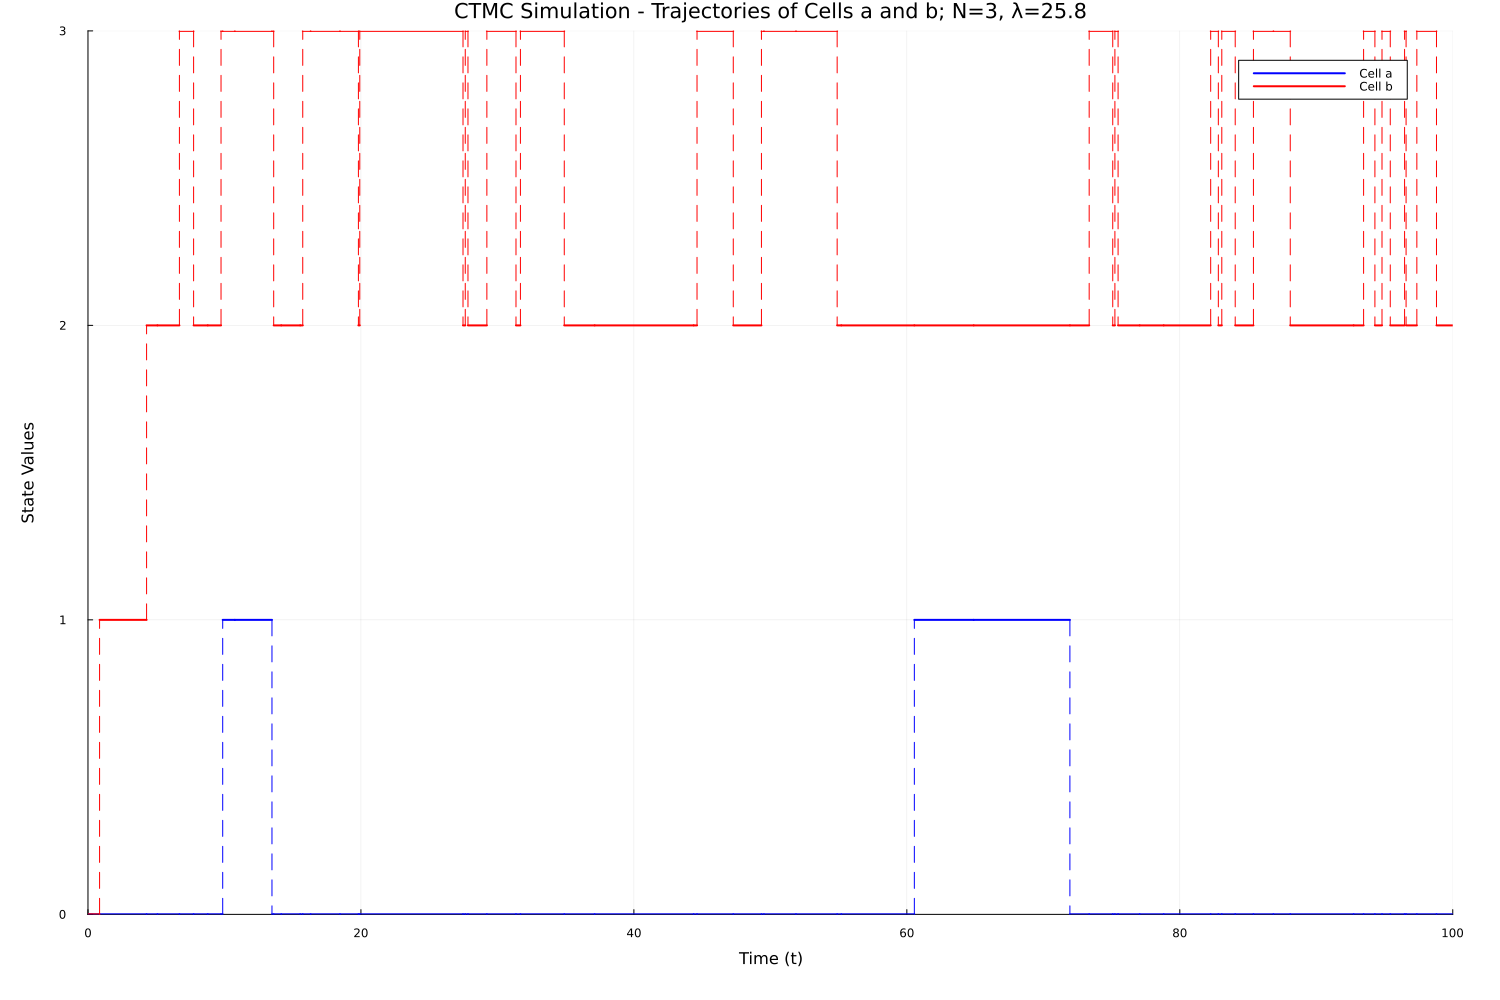 CTMC Simulation - Trajectories of Cells a and b; N=3, λ=25.8
3
Cell a
Cell b
2
State Values
1
0
0 20 40 60 80 100
Time (t)